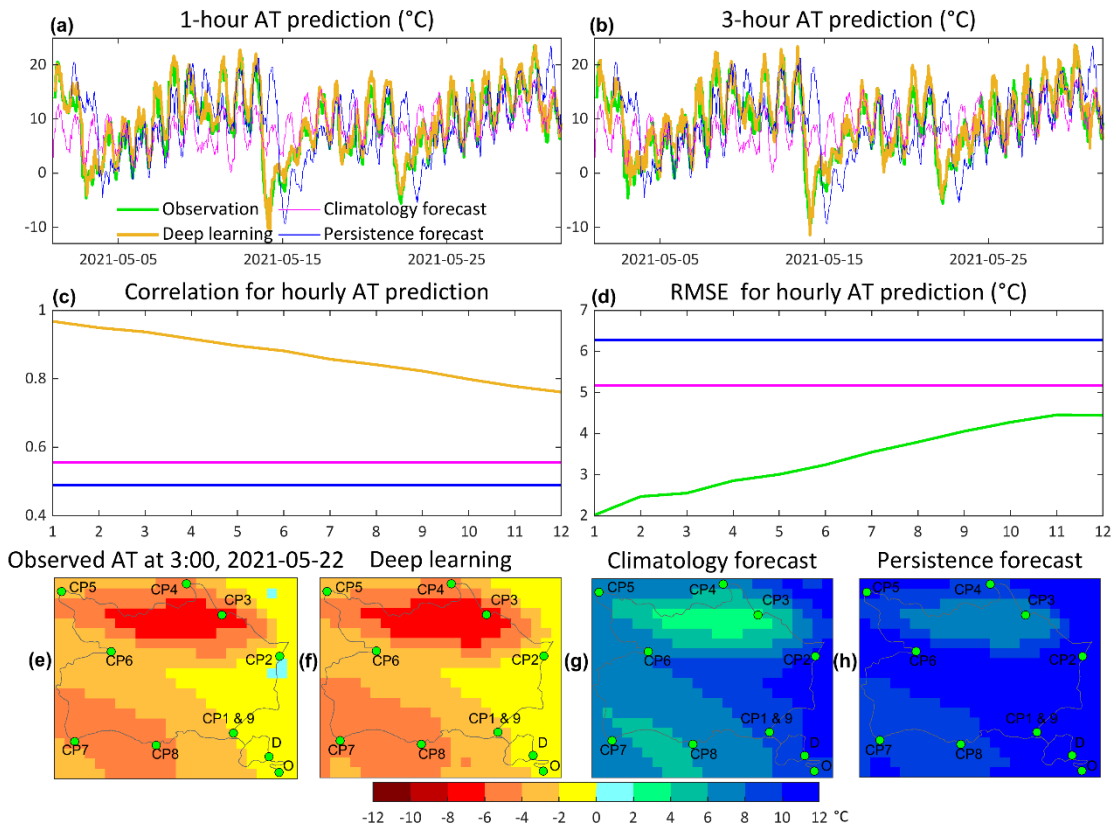 (a) 1-hour AT prediction (°C)
(b) 3-hour AT prediction (°C)
20
10
0
-10
Observation
Climatology forecast
Deep learning
Persistence forecast
2021-05-05 2021-05-15 2021-05-25
20
10
0
-10
2021-05-05 2021-05-15 2021-05-25
(c) Correlation for hourly AT prediction
1
0.8
0.6
0.4
1 2 3 4 5 6 7 8 9 10 11 12
(d) RMSE for hourly AT prediction (°C)
7
6
5
4
3
2
1 2 3 4 5 6 7 8 9 10 11 12
Observed AT at 3:00, 2021-05-22
Deep learning
Climatology forecast
Persistence forecast
CP5 CP4
CP3
(e) CP6 CP2
CP1 & 9
CP7 CP8 D
O
CP5 CP4
CP3
(f) CP6 CP2
CP1 & 9
CP7 CP8 D
O
CP5 CP4
CP3
(g) CP6 CP2
CP1 & 9
CP7 CP8 D
O
CP5 CP4
CP3
(h) CP6 CP2
CP1 & 9
CP7 CP8 D
O
-12 -10 -8 -6 -4 -2 0 2 4 6 8 10 12 °C